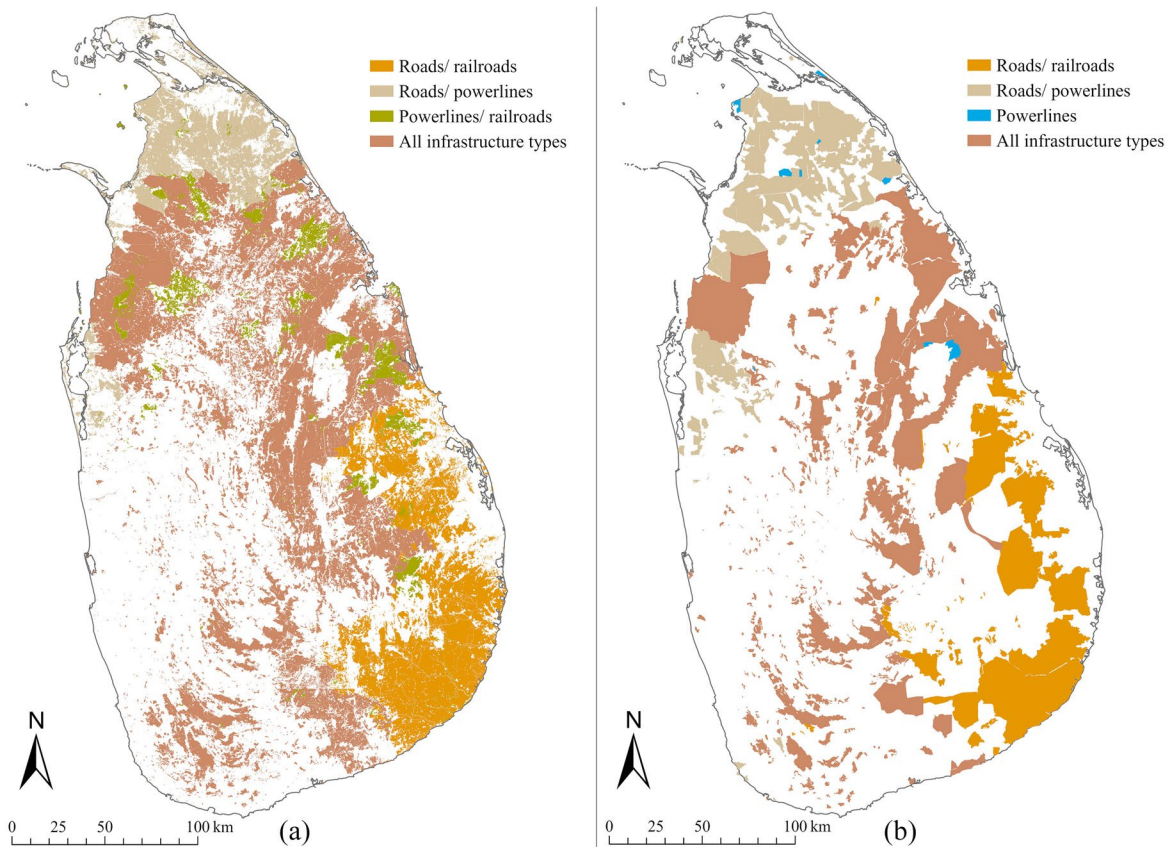 Roads/ railroads
Roads/ powerlines
Powerlines/ railroads
All infrastructure types
N
0 25 50 100 km
(a)
Roads/ railroads
Roads/ powerlines
Powerlines
All infrastructure types
N
0 25 50 100 km
(b)